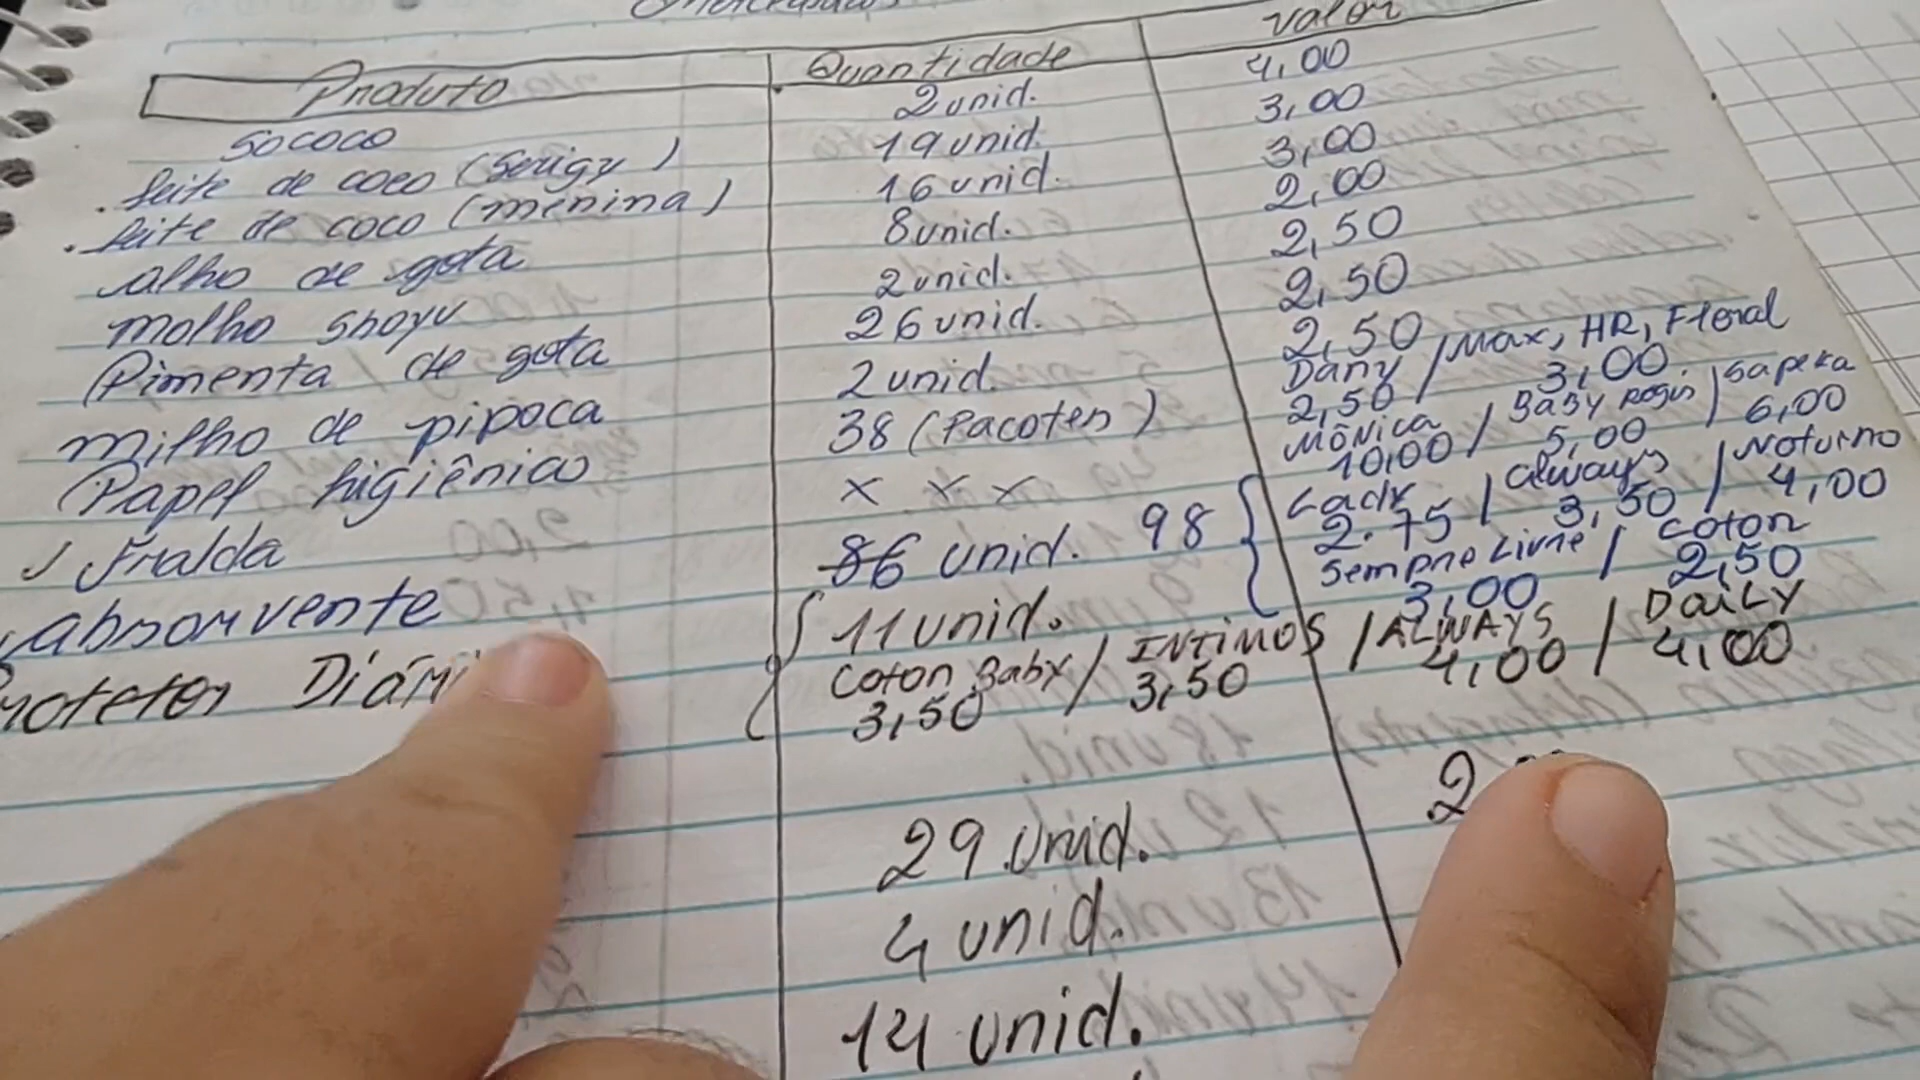 Produto Quantidade Valor
Sococo 2 unid. 4,00
. Leite de coco (Serigy) 19 unid. 3,00
. Leite de coco (menina) 16 unid. 3,00
alho de gota 8 unid. 2,00
Molho Shoyu 2 unid. 2,50
Pimenta de gota 26 unid. 2,50
Milho de pipoca 2 unid. 2,50
Papel higiênico 38 (Pacotes) Dany / Max, HR, Floral
2,50 3,00
Fralda x x x Mônica / Baby Roger / Sapeka
10,00 5,00 6,00
absorvente 86 unid. 98 Lady / always / Noturno
2.75 3,50 4,00
Sempre Livre / Coton
3,00 2,50
11 unid.
Coton Baby / INTIMOS / ALWAYS / DAILY
3,50 3,50 4,00 4,00
29 unid.
4 unid.
14 unid.